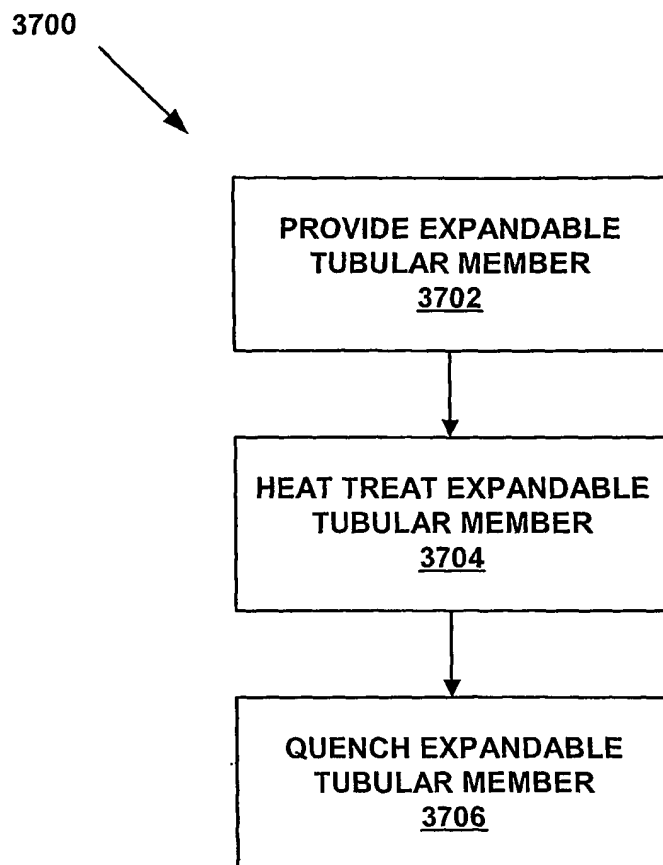 3700
PROVIDE EXPANDABLE
TUBULAR MEMBER
3702
HEAT TREAT EXPANDABLE
TUBULAR MEMBER
3704
QUENCH EXPANDABLE
TUBULAR MEMBER
3706